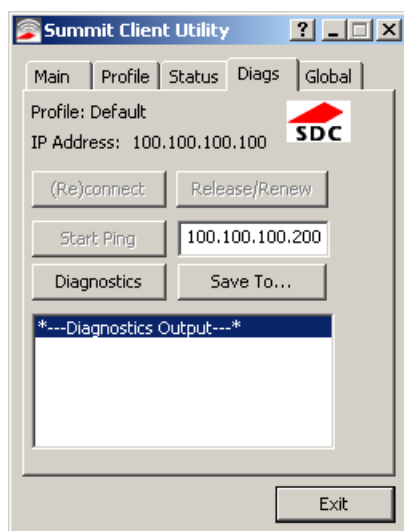 Summit Client Utility
Main Profile Status Diags Global
Profile: Default
IP Address: 100.100.100.100
SDC
(Re)connect Release/Renew
Start Ping 100.100.100.200
Diagnostics Save To...
*---Diagnostics Output---*
Exit